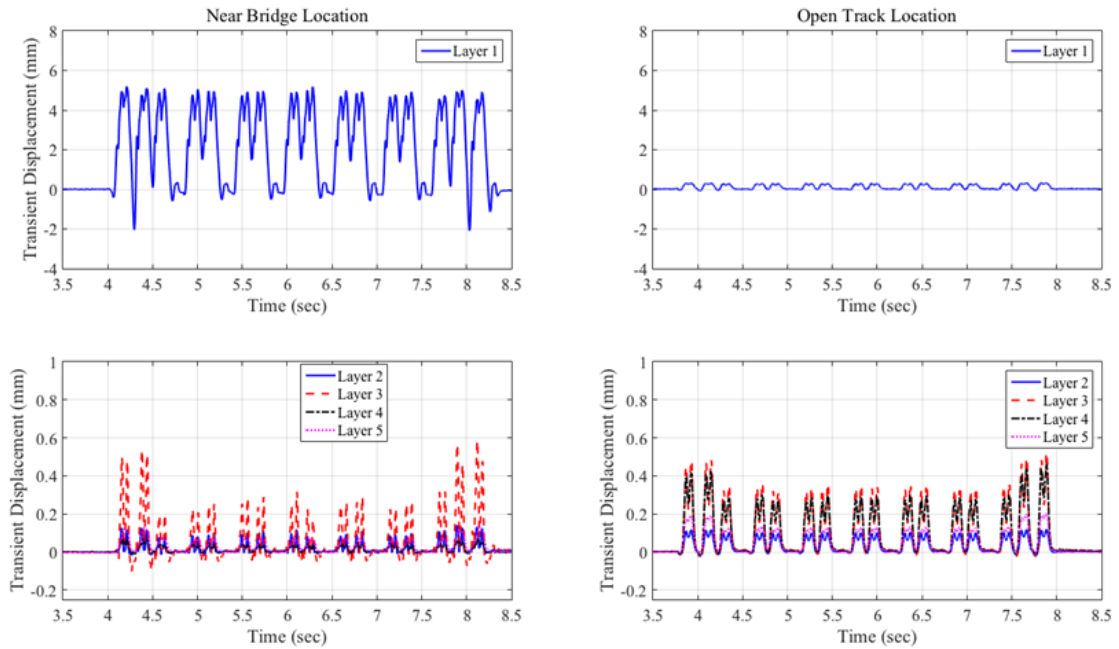 Near Bridge Location
Transient Displacement (mm)
8
6
4
2
0
-2
-4
Layer 1
3.5 4 4.5 5 5.5 6 6.5 7 7.5 8 8.5
Time (sec)
Open Track Location
8
6
4
2
0
-2
-4
Layer 1
3.5 4 4.5 5 5.5 6 6.5 7 7.5 8 8.5
Time (sec)
Transient Displacement (mm)
1
0.8
0.6
0.4
0.2
0
-0.2
Layer 2
Layer 3
Layer 4
Layer 5
3.5 4 4.5 5 5.5 6 6.5 7 7.5 8 8.5
Time (sec)
Transient Displacement (mm)
1
0.8
0.6
0.4
0.2
0
-0.2
Layer 2
Layer 3
Layer 4
Layer 5
3.5 4 4.5 5 5.5 6 6.5 7 7.5 8 8.5
Time (sec)